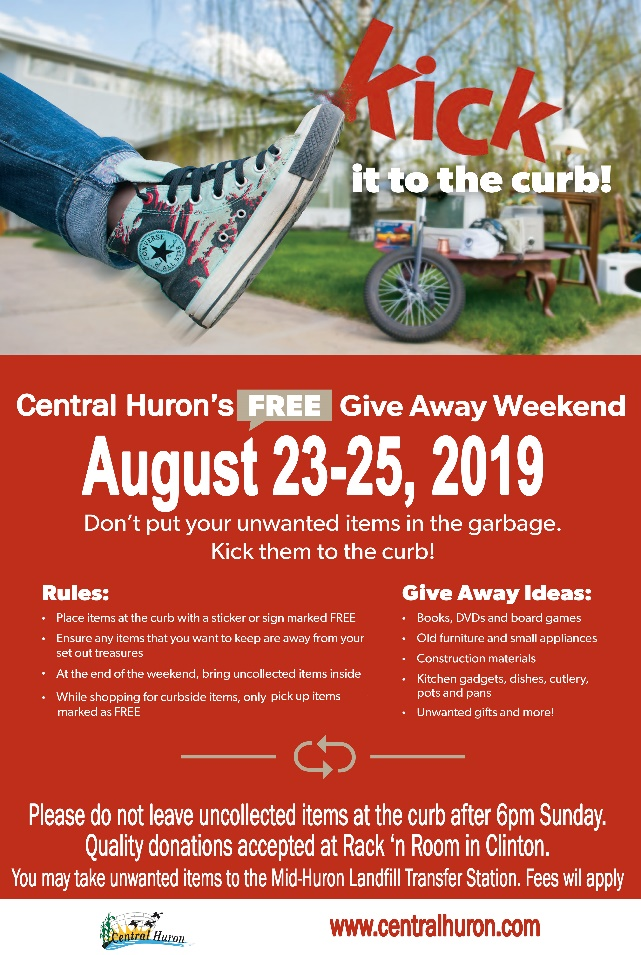 kick
it to the curb!
CONVERSE
ALL STAR
Central Huron's FREE Give Away Weekend
August 23-25, 2019
Don't put your unwanted items in the garbage.
Kick them to the curb!
Rules:
• Place items at the curb with a sticker or sign marked FREE
• Ensure any items that you want to keep are away from your
set out treasures
• At the end of the weekend, bring uncollected items inside
• While shopping for curbside items, only pick up items
marked as FREE
Give Away Ideas:
• Books, DVDs and board games
• Old furniture and small appliances
• Construction materials
• Kitchen gadgets, dishes, cutlery,
pots and pans
• Unwanted gifts and more!
Please do not leave uncollected items at the curb after 6pm Sunday.
Quality donations accepted at Rack 'n Room in Clinton.
You may take unwanted items to the Mid-Huron Landfill Transfer Station. Fees wil apply
Central Huron
www.centralhuron.com